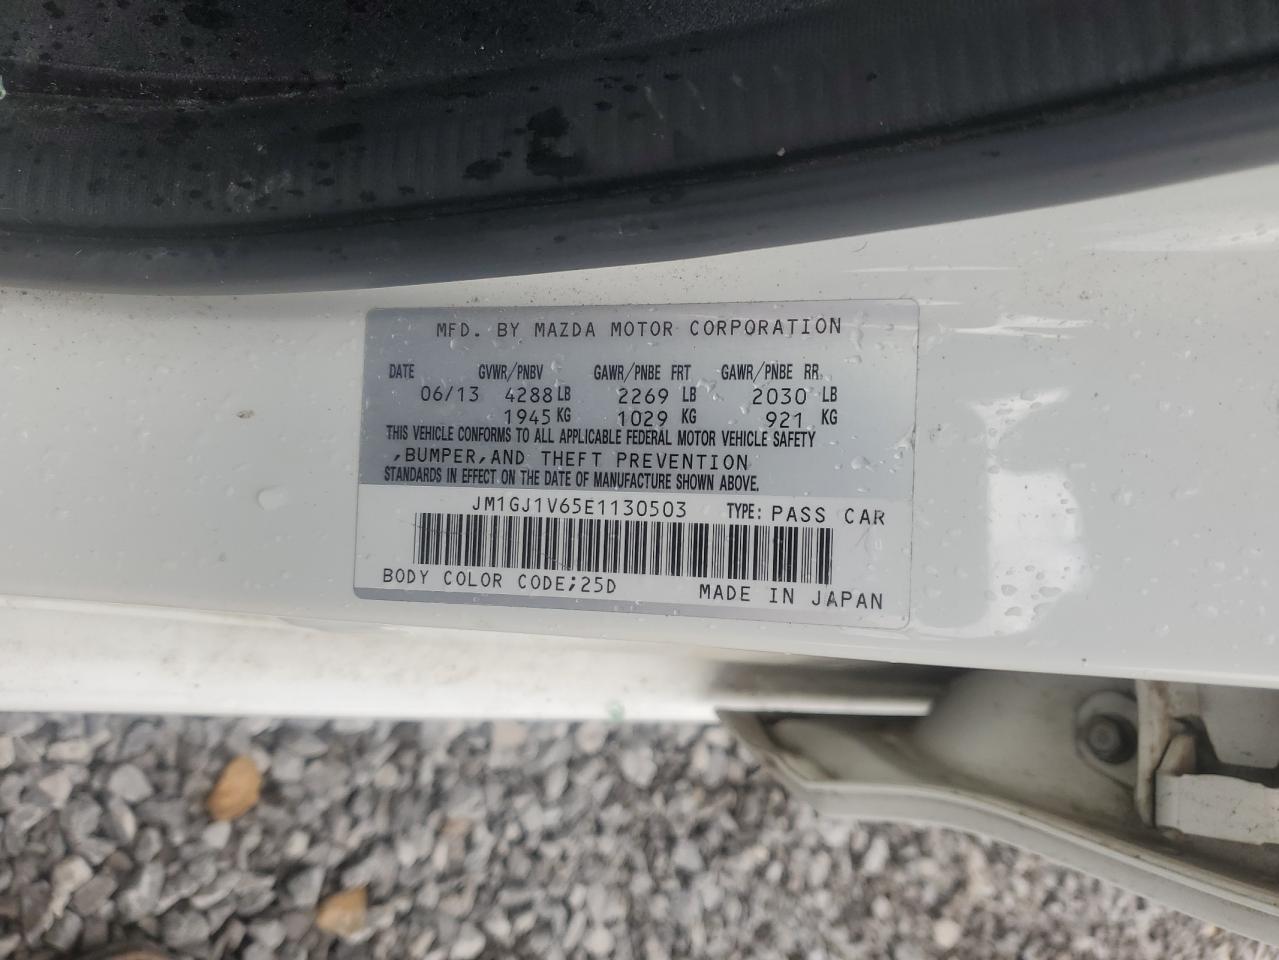 MFD. BY MAZDA MOTOR CORPORATION
DATE GVWR/PNBV GAWR/PNBE FRT GAWR/PNBE RR
06/13 4288 LB 2269 LB 2030 LB
1945 KG 1029 KG 921 KG
THIS VEHICLE CONFORMS TO ALL APPLICABLE FEDERAL MOTOR VEHICLE SAFETY
,BUMPER,AND THEFT PREVENTION
STANDARDS IN EFFECT ON THE DATE OF MANUFACTURE SHOWN ABOVE.
JM1GJ1V65E1130503 TYPE: PASS CAR
BODY COLOR CODE;25D MADE IN JAPAN